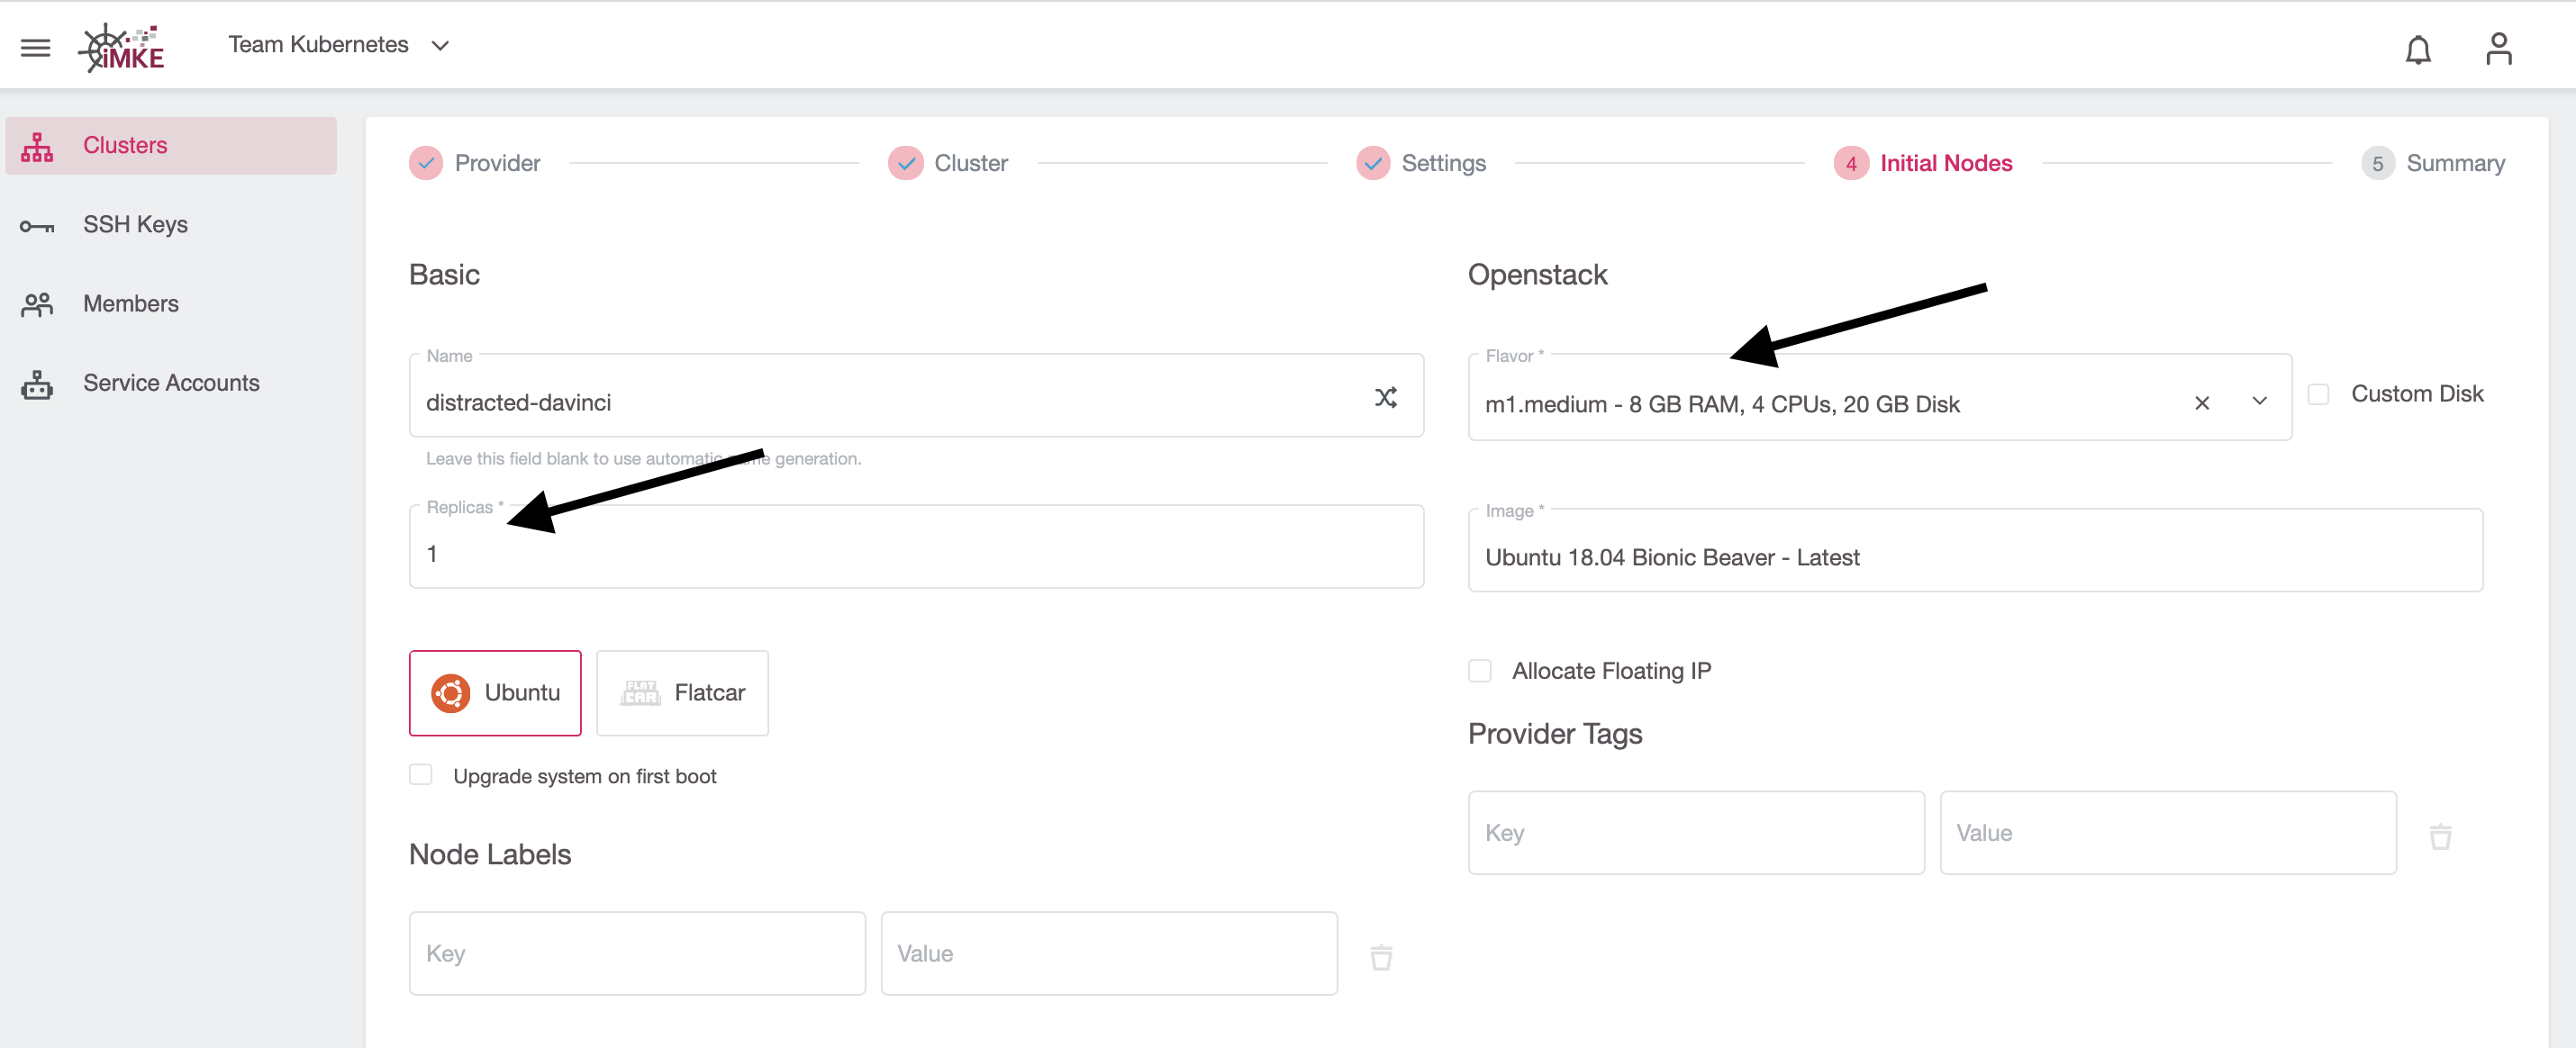 iMKE
Team Kubernetes
Clusters
SSH Keys
Members
Service Accounts
Provider
Cluster
Settings
4 Initial Nodes
5 Summary
Basic
Name
distracted-davinci
Leave this field blank to use automatic name generation.
Replicas *
1
Ubuntu
FLAT CAR Flatcar
Upgrade system on first boot
Node Labels
Key
Value
Openstack
Flavor *
m1.medium - 8 GB RAM, 4 CPUs, 20 GB Disk
Custom Disk
Image *
Ubuntu 18.04 Bionic Beaver - Latest
Allocate Floating IP
Provider Tags
Key
Value